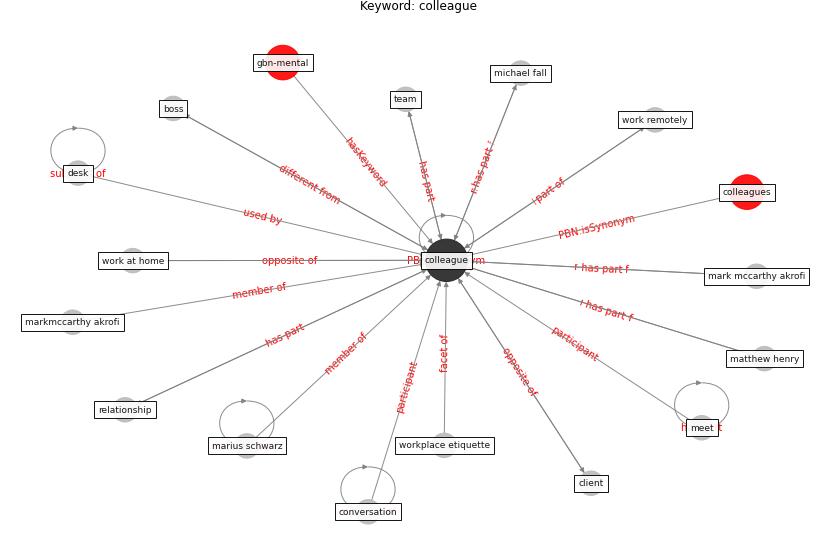 Keyword: colleague
gbn-mental
michael fall
team
boss
work remotely
hasKeyword
has part
part of
different from
desk
colleagues
used by
PBN isSynonym
colleague
work at home
opposite of
has part
mark mccarthy akrofi
member of
markmccarthy akrofi
has part
has part
member of
participant
facet of
opposite of
participant
matthew henry
relationship
meet
marius schwarz
workplace etiquette
client
conversation